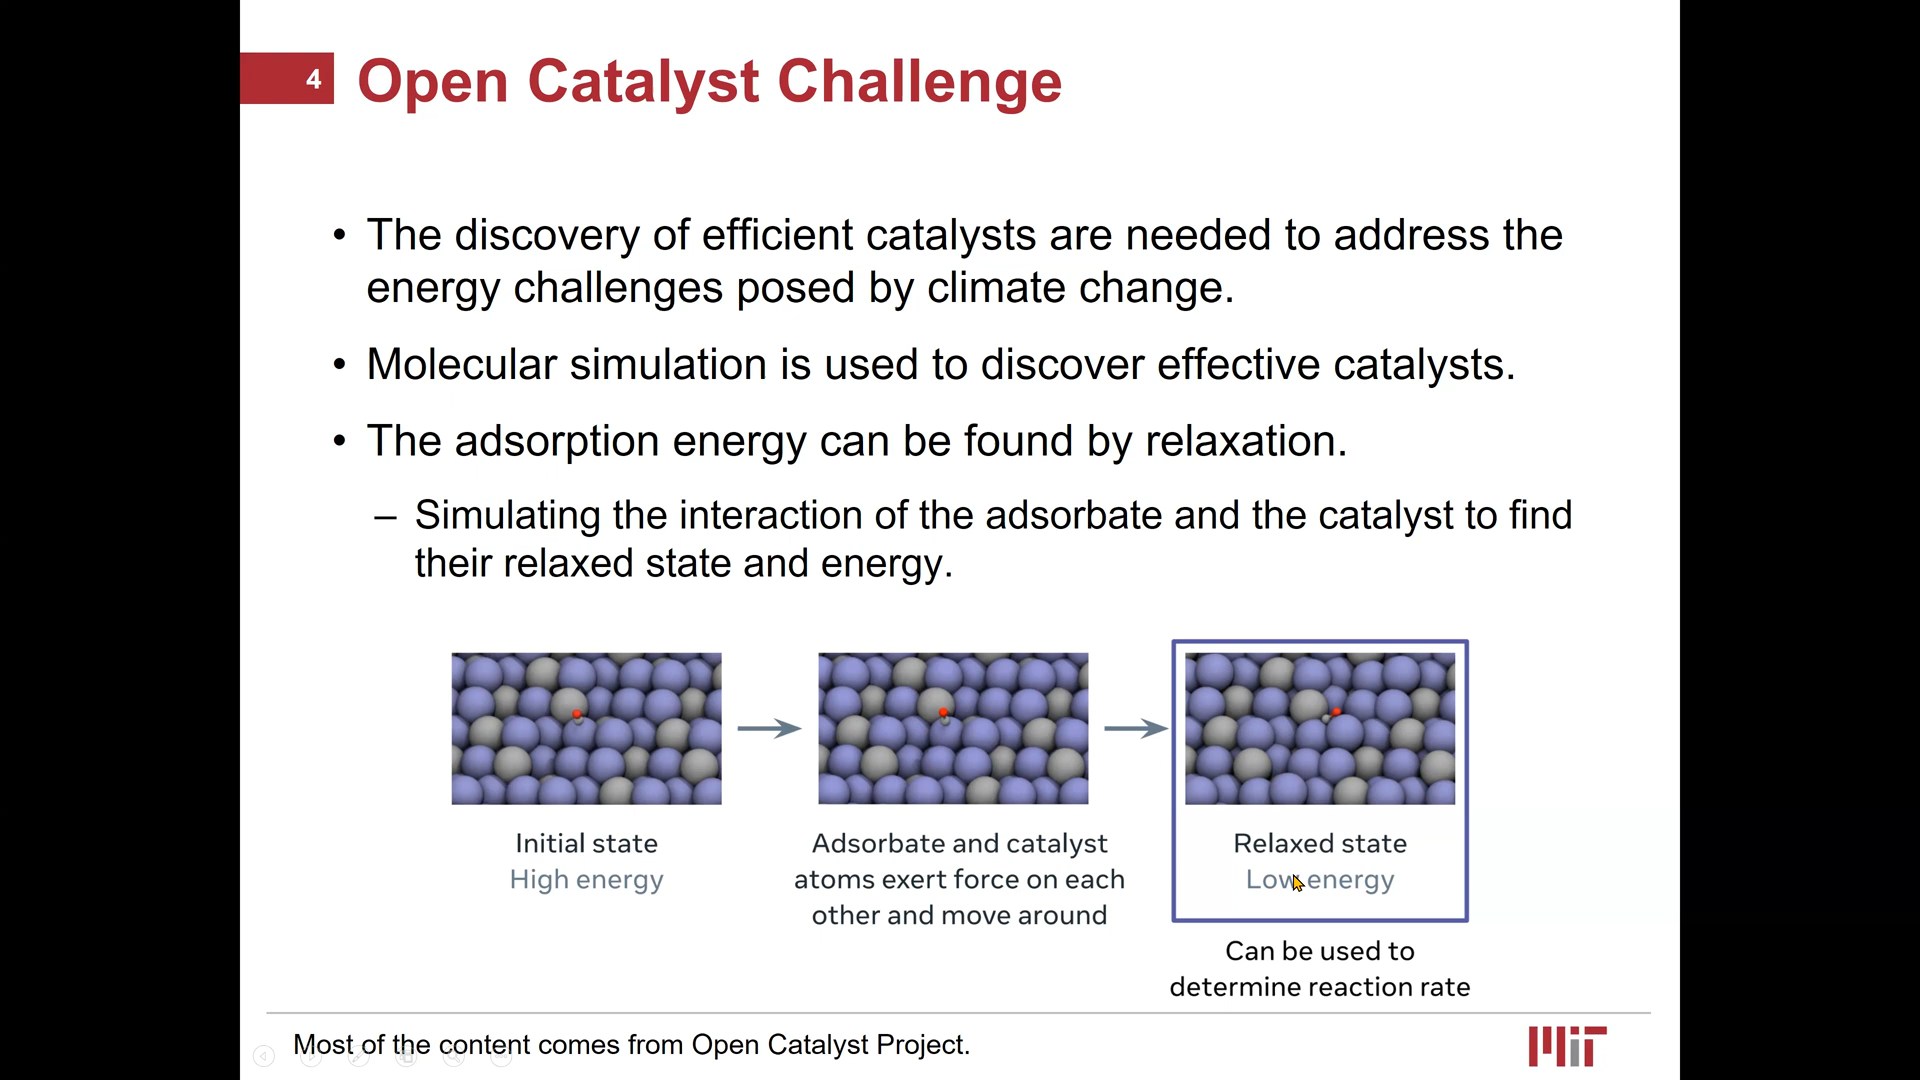 4
Open Catalyst Challenge
• The discovery of efficient catalysts are needed to address the
energy challenges posed by climate change.
• Molecular simulation is used to discover effective catalysts.
• The adsorption energy can be found by relaxation.
– Simulating the interaction of the adsorbate and the catalyst to find
their relaxed state and energy.
Initial state
High energy
Adsorbate and catalyst
atoms exert force on each
other and move around
Relaxed state
Low energy
Can be used to
determine reaction rate
Most of the content comes from Open Catalyst Project.
MIT